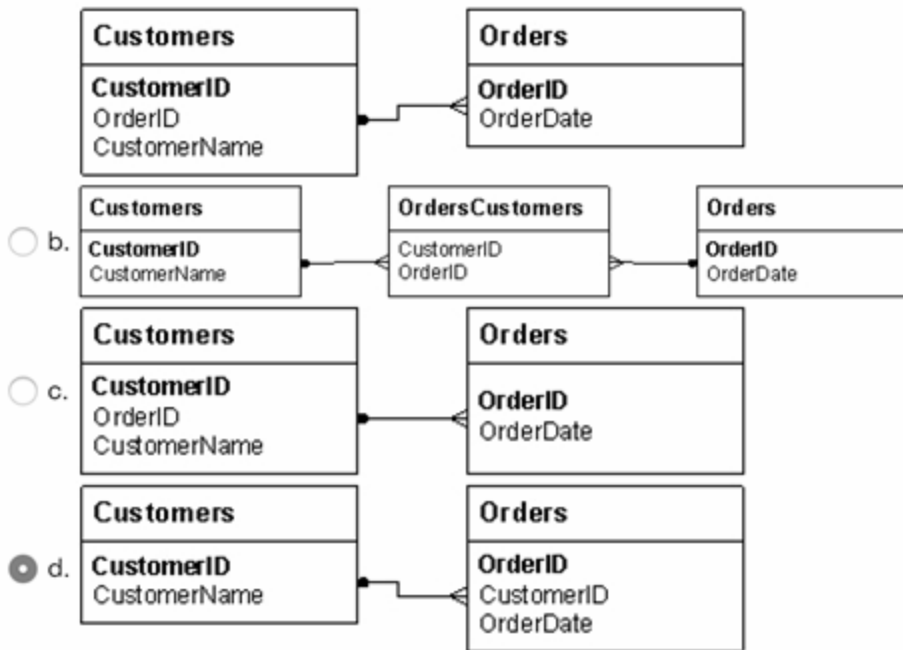 Customers
Orders
CustomerID
OrderID
CustomerName
OrderID
OrderDate
b.
Customers
CustomerID
CustomerName
OrdersCustomers
CustomerID
OrderID
Orders
OrderID
OrderDate
c.
Customers
CustomerID
OrderID
CustomerName
Orders
OrderID
OrderDate
d.
Customers
CustomerID
CustomerName
Orders
OrderID
CustomerID
OrderDate